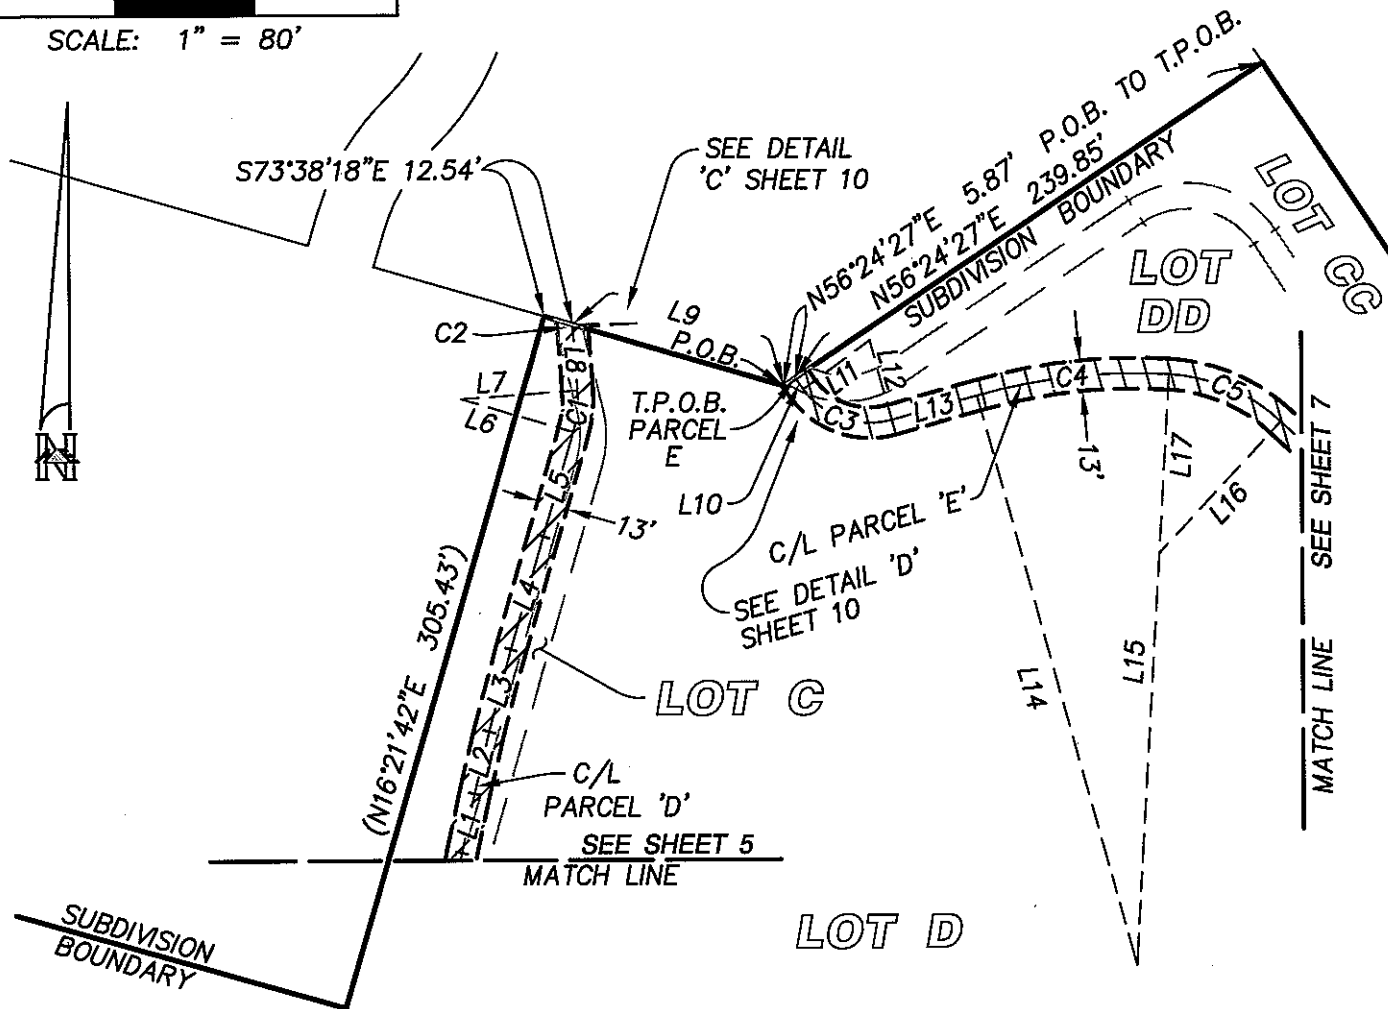 SCALE: 1" = 80'
S73°38'18"E 12.54'
SEE DETAIL
'C' SHEET 10
N56°24'27"E 5.87' P.O.B. TO T.P.O.B.
N56°24'27"E 239.85'
SUBDIVISION BOUNDARY
LOT CC
LOT
DD
C2
L9
P.O.B.
L8
L7
L6
C1
T.P.O.B.
PARCEL
E
L11
L12
C3
L13
C4
C5
13'
L10
L5
13'
C/L PARCEL 'E'
SEE DETAIL 'D'
SHEET 10
L17
L16
SEE SHEET 7
MATCH LINE
N
(N16°21'42"E 305.43')
L4
L3
L2
L1
LOT C
L14
L15
C/L
PARCEL 'D'
SEE SHEET 5
MATCH LINE
SUBDIVISION
BOUNDARY
LOT D